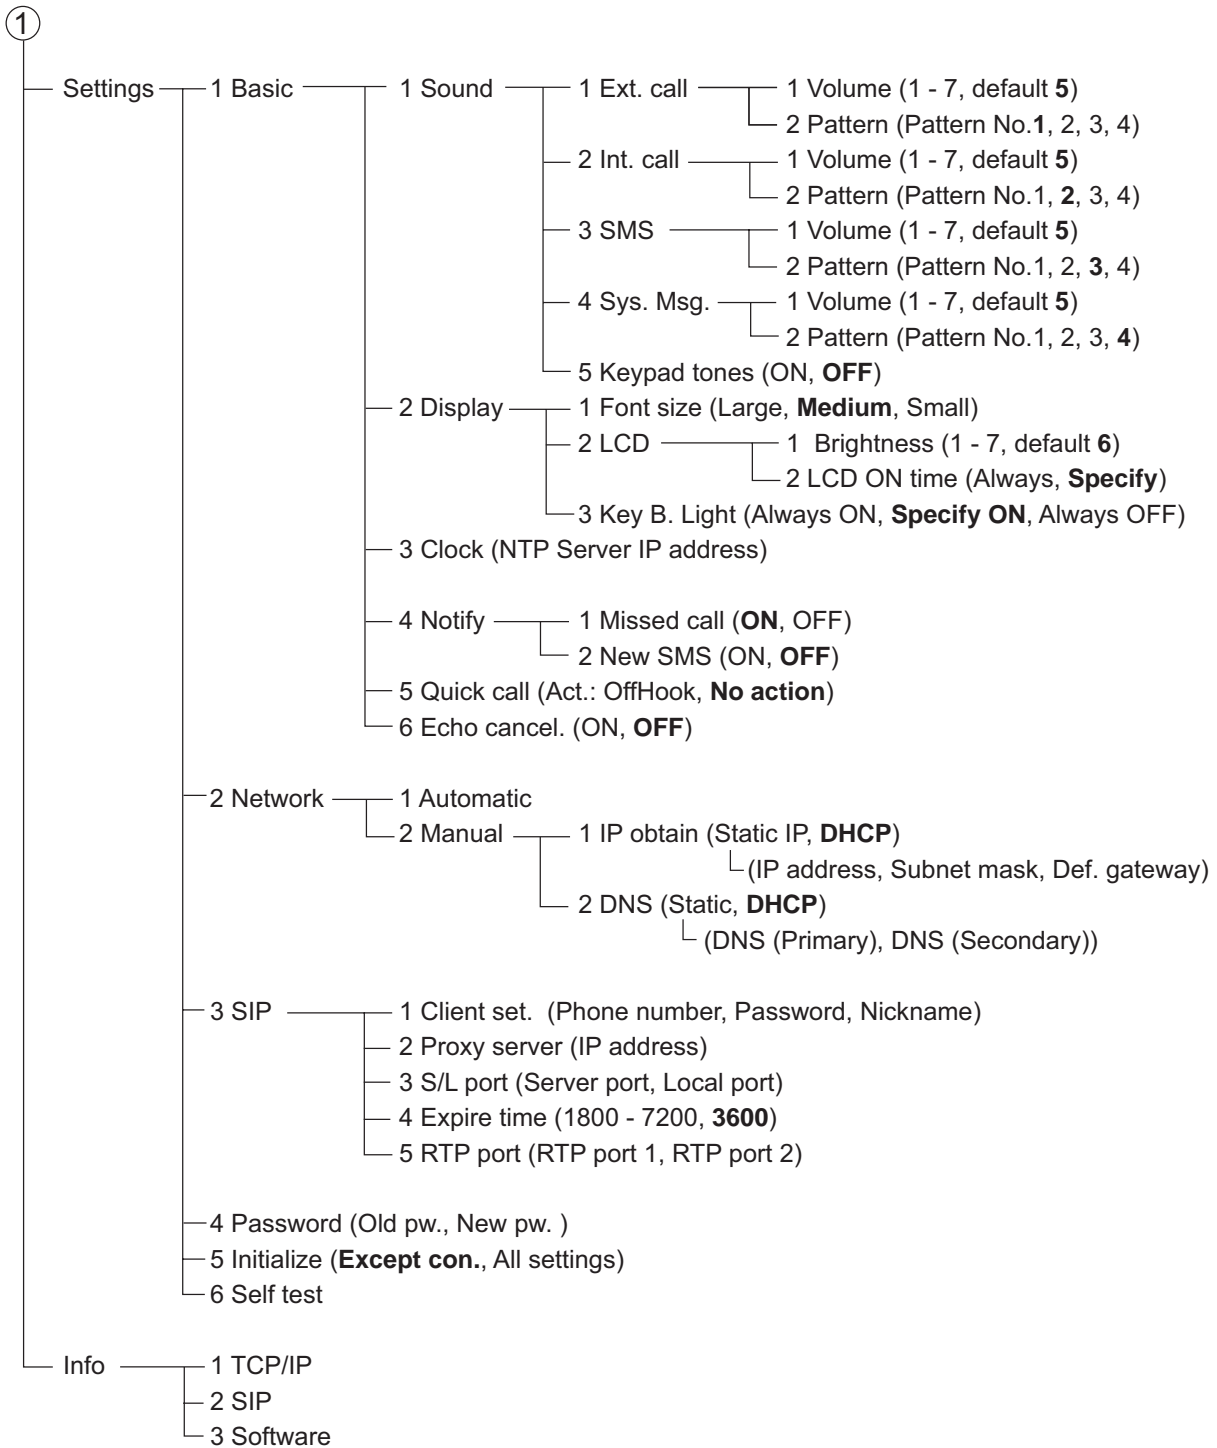 1
Settings 1 Basic 1 Sound 1 Ext. call 1 Volume (1 - 7, default 5)
2 Pattern (Pattern No.1, 2, 3, 4)
2 Int. call 1 Volume (1 - 7, default 5)
2 Pattern (Pattern No.1, 2, 3, 4)
3 SMS 1 Volume (1 - 7, default 5)
2 Pattern (Pattern No.1, 2, 3, 4)
4 Sys. Msg. 1 Volume (1 - 7, default 5)
2 Pattern (Pattern No.1, 2, 3, 4)
5 Keypad tones (ON, OFF)
2 Display 1 Font size (Large, Medium, Small)
2 LCD 1 Brightness (1 - 7, default 6)
2 LCD ON time (Always, Specify)
3 Key B. Light (Always ON, Specify ON, Always OFF)
3 Clock (NTP Server IP address)
4 Notify 1 Missed call (ON, OFF)
2 New SMS (ON, OFF)
5 Quick call (Act.: OffHook, No action)
6 Echo cancel. (ON, OFF)
2 Network 1 Automatic
2 Manual 1 IP obtain (Static IP, DHCP)
(IP address, Subnet mask, Def. gateway)
2 DNS (Static, DHCP)
(DNS (Primary), DNS (Secondary))
3 SIP 1 Client set. (Phone number, Password, Nickname)
2 Proxy server (IP address)
3 S/L port (Server port, Local port)
4 Expire time (1800 - 7200, 3600)
5 RTP port (RTP port 1, RTP port 2)
4 Password (Old pw., New pw. )
5 Initialize (Except con., All settings)
6 Self test
Info 1 TCP/IP
2 SIP
3 Software